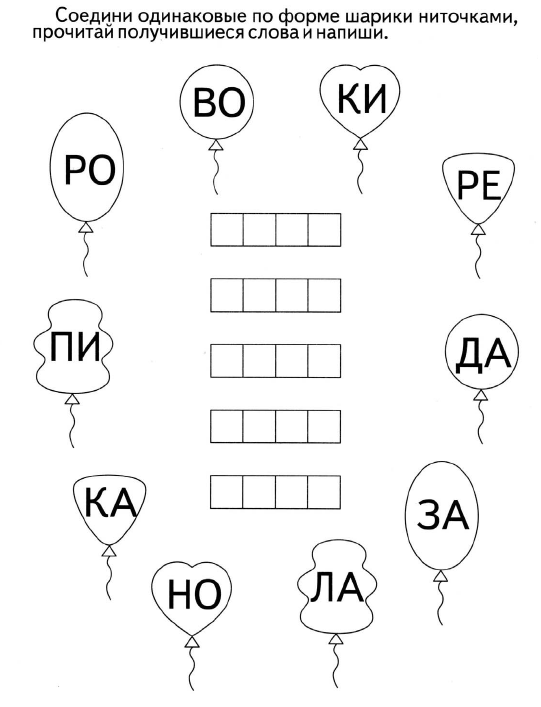 Соедини одинаковые по форме шарики ниточками,
прочитай получившиеся слова и напиши.
ВО
КИ
РО
РЕ
ПИ
ДА
КА
ЗА
НО
ЛА